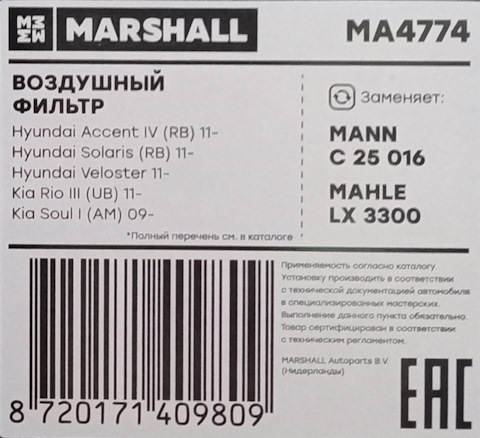 MARSHALL
MA4774
ВОЗДУШНЫЙ
ФИЛЬТР
Hyundai Accent IV (RB) 11-
Hyundai Solaris (RB) 11-
Hyundai Veloster 11-
Kia Rio III (UB) 11-
Kia Soul I (AM) 09-
*Полный перечень см. в каталоге
Заменяет:
MANN
C 25 016
MAHLE
LX 3300
Применяемость согласно каталогу.
Установку производить в соответствии
с технической документацией автомобиля
в специализированных мастерских.
Выполнение данного пункта обязательно.
Товар сертифицирован в соответствии
с техническим регламентом.
MARSHALL Autoparts B.V.
(Нидерланды)
8 720171 409809
EAC